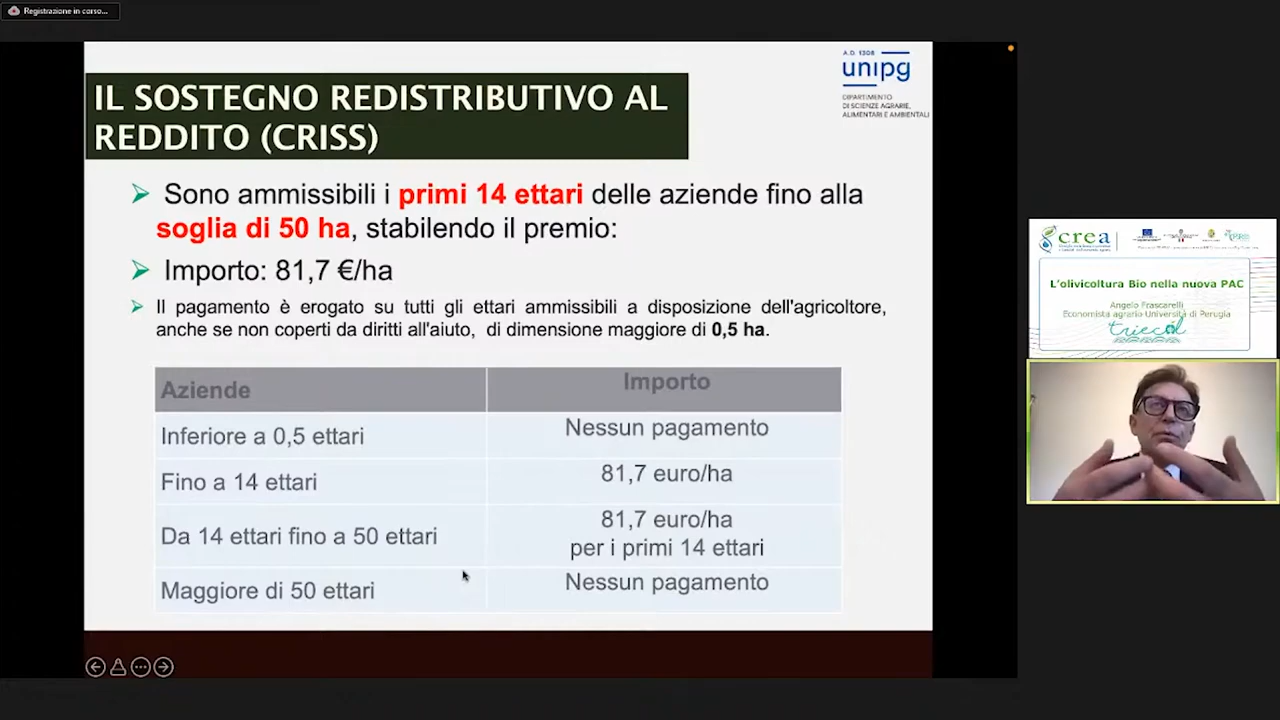 Registrazione in corso...
A.D. 1308
unipg
DIPARTIMENTO
DI SCIENZE AGRARIE,
ALIMENTARI E AMBIENTALI
IL SOSTEGNO REDISTRIBUTIVO AL
REDDITO (CRISS)
Sono ammissibili i primi 14 ettari delle aziende fino alla
soglia di 50 ha, stabilendo il premio:
Importo: 81,7 €/ha
Il pagamento è erogato su tutti gli ettari ammissibili a disposizione dell'agricoltore,
anche se non coperti da diritti all'aiuto, di dimensione maggiore di 0,5 ha.
Aziende Importo
Inferiore a 0,5 ettari Nessun pagamento
Fino a 14 ettari 81,7 euro/ha
Da 14 ettari fino a 50 ettari 81,7 euro/ha
per i primi 14 ettari
Maggiore di 50 ettari Nessun pagamento
crea
L'olivicoltura Bio nella nuova PAC
Angelo Frascarelli
Economista agrario Università di Perugia